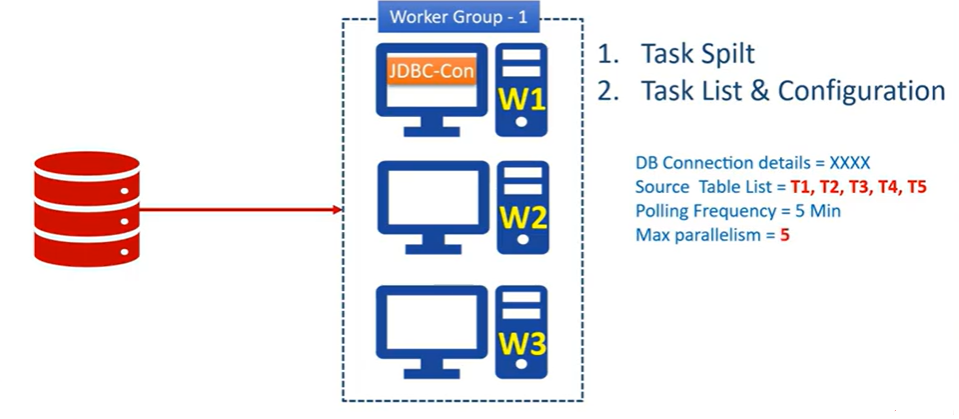 Worker Group - 1
JDBC-Con
W1
W2
W3
1. Task Spilt
2. Task List & Configuration
DB Connection details = XXXX
Source Table List = T1, T2, T3, T4, T5
Polling Frequency = 5 Min
Max parallelism = 5